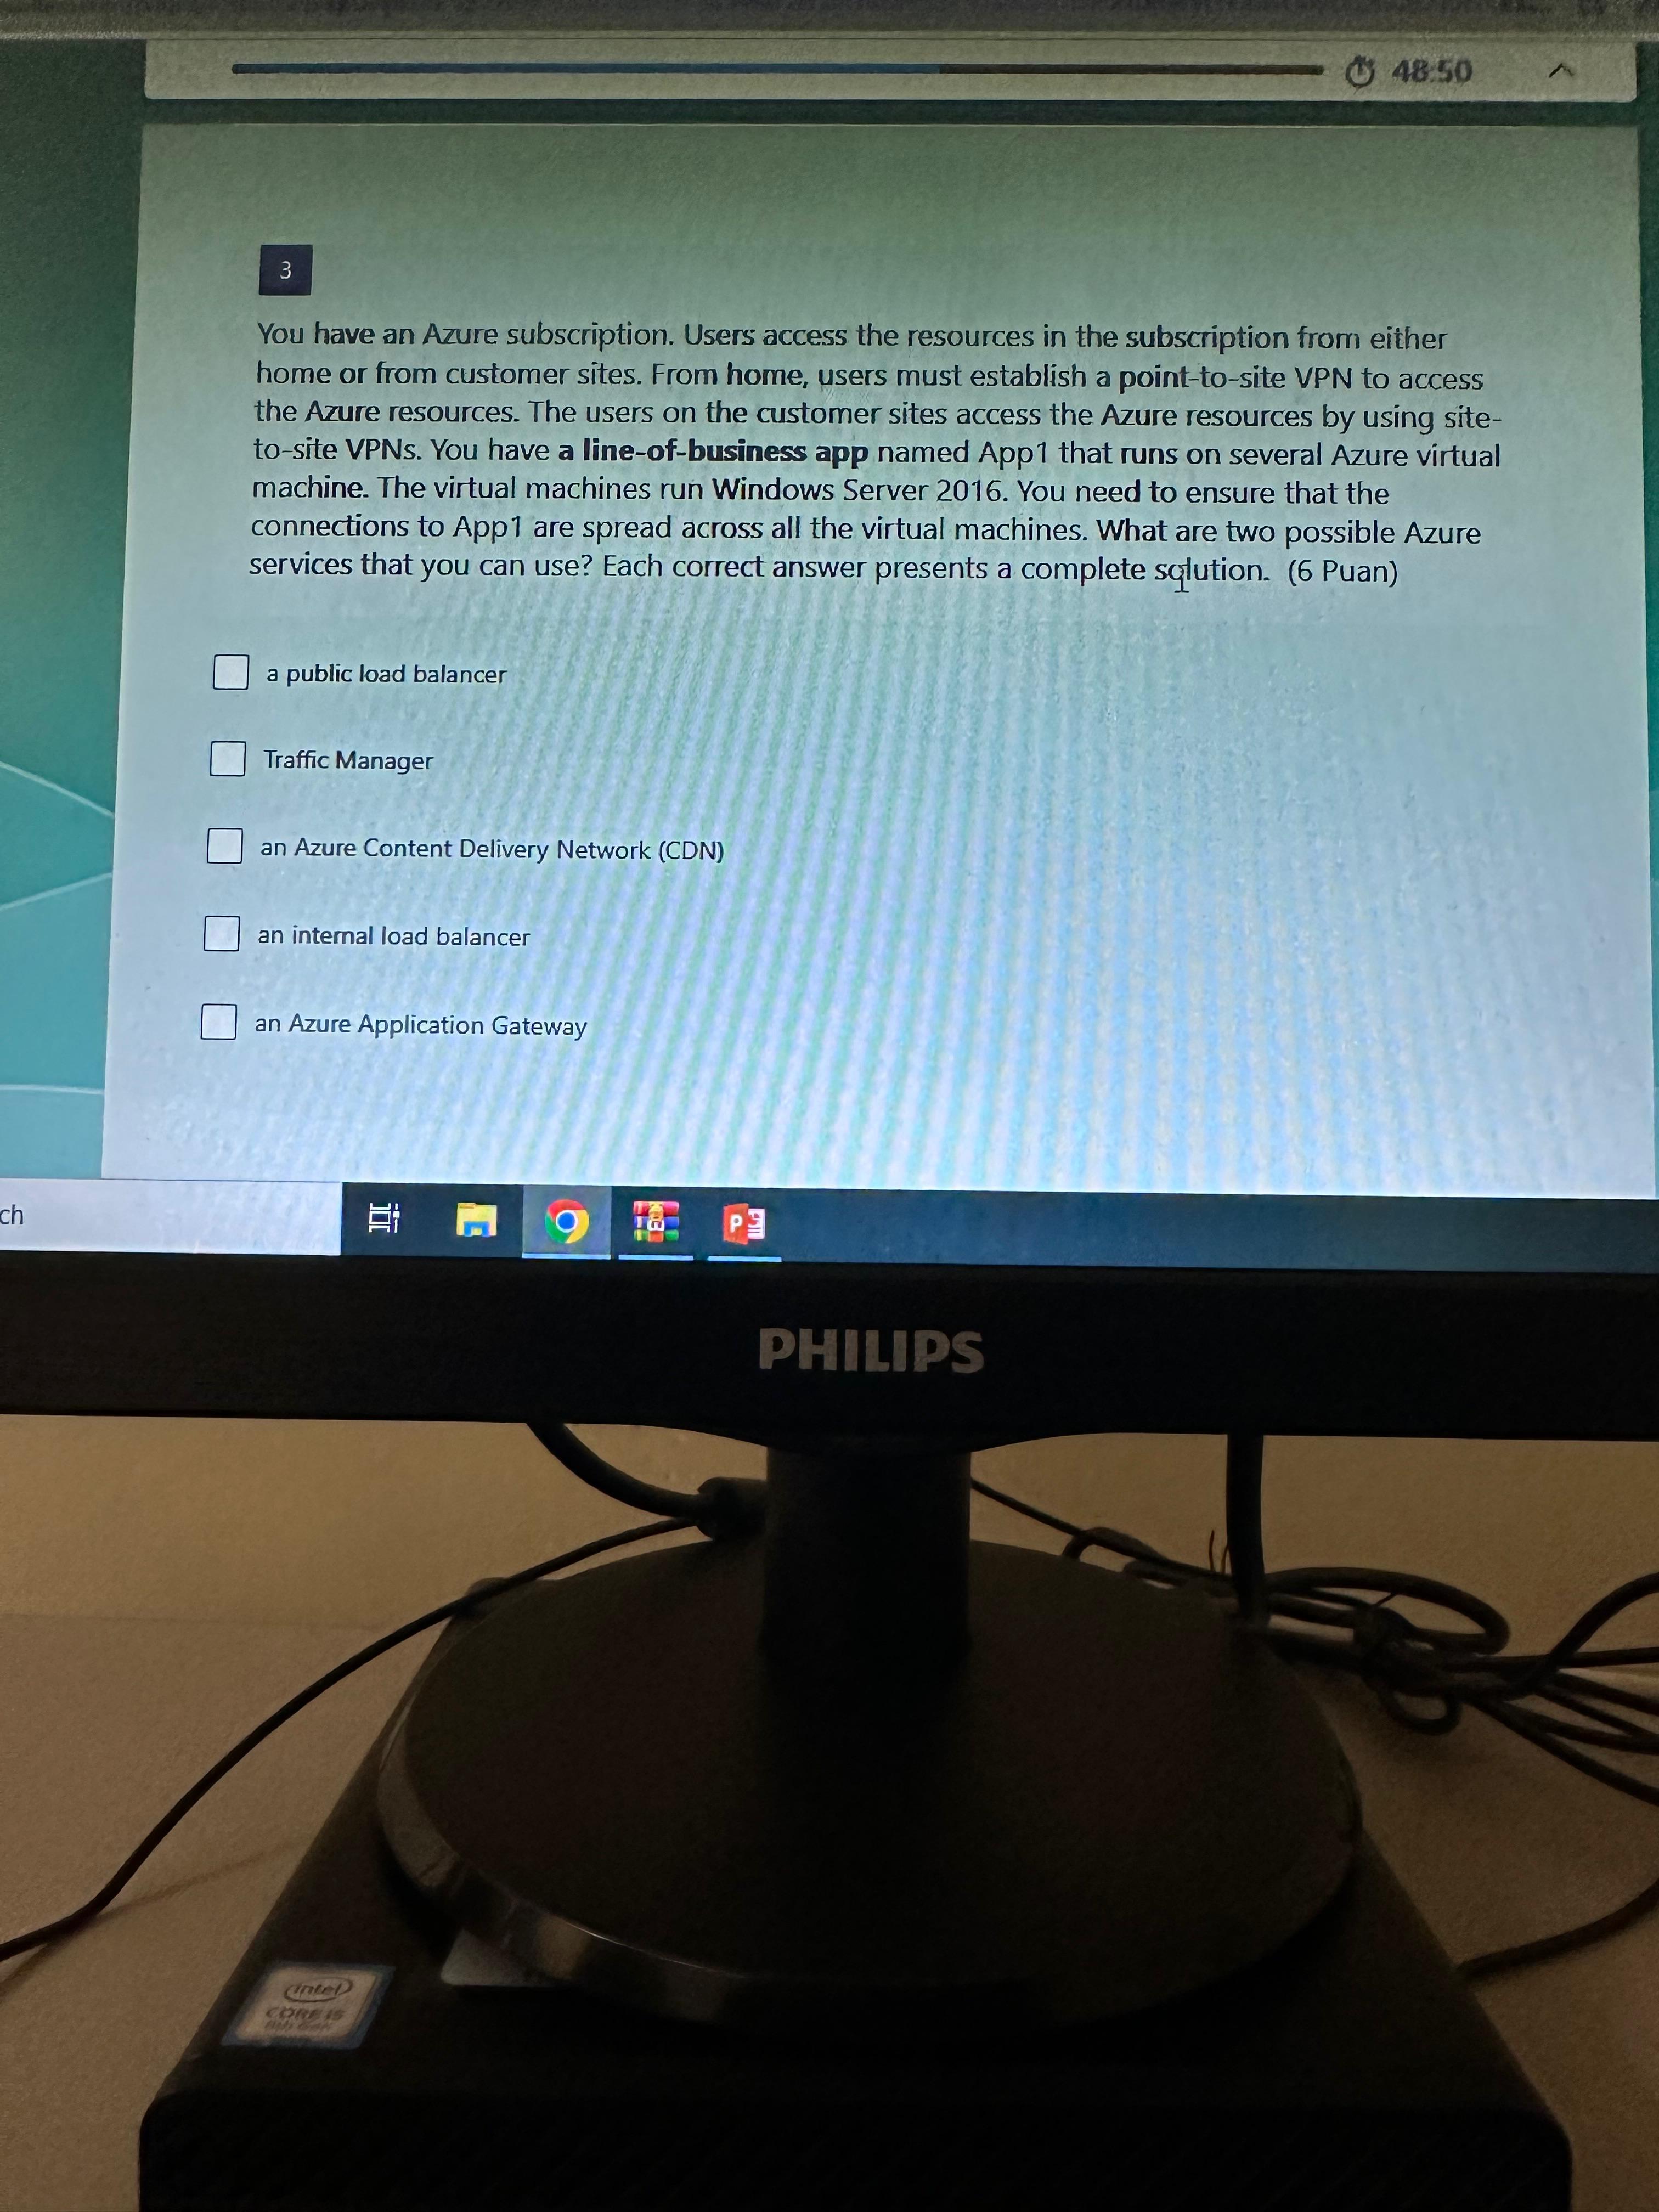 48:50
3
You have an Azure subscription. Users access the resources in the subscription from either
home or from customer sites. From home, users must establish a point-to-site VPN to access
the Azure resources. The users on the customer sites access the Azure resources by using site-
to-site VPNs. You have a line-of-business app named App1 that runs on several Azure virtual
machine. The virtual machines run Windows Server 2016. You need to ensure that the
connections to App1 are spread across all the virtual machines. What are two possible Azure
services that you can use? Each correct answer presents a complete solution. (6 Puan)
a public load balancer
Traffic Manager
an Azure Content Delivery Network (CDN)
an internal load balancer
an Azure Application Gateway
ch
P
PHILIPS
intel
CORE i5
8th Gen